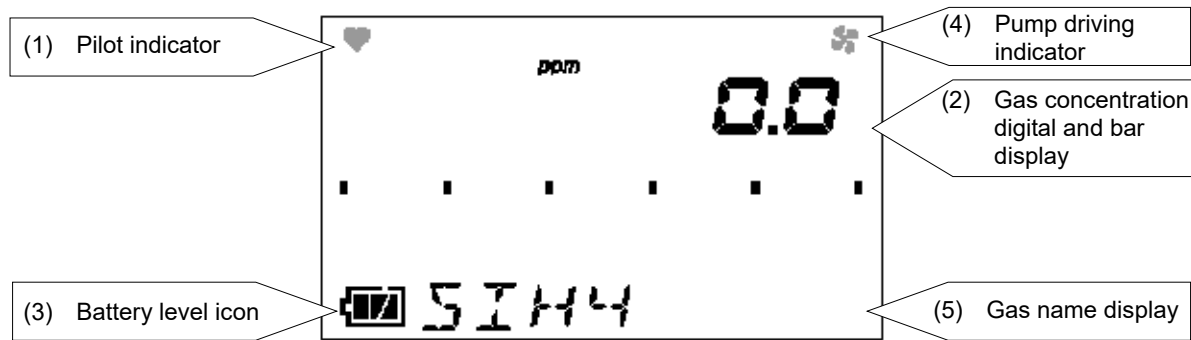 (1) Pilot indicator
(4) Pump driving
indicator
ppm
0.0
(2) Gas concentration
digital and bar
display
(3) Battery level icon
SIH4
(5) Gas name display